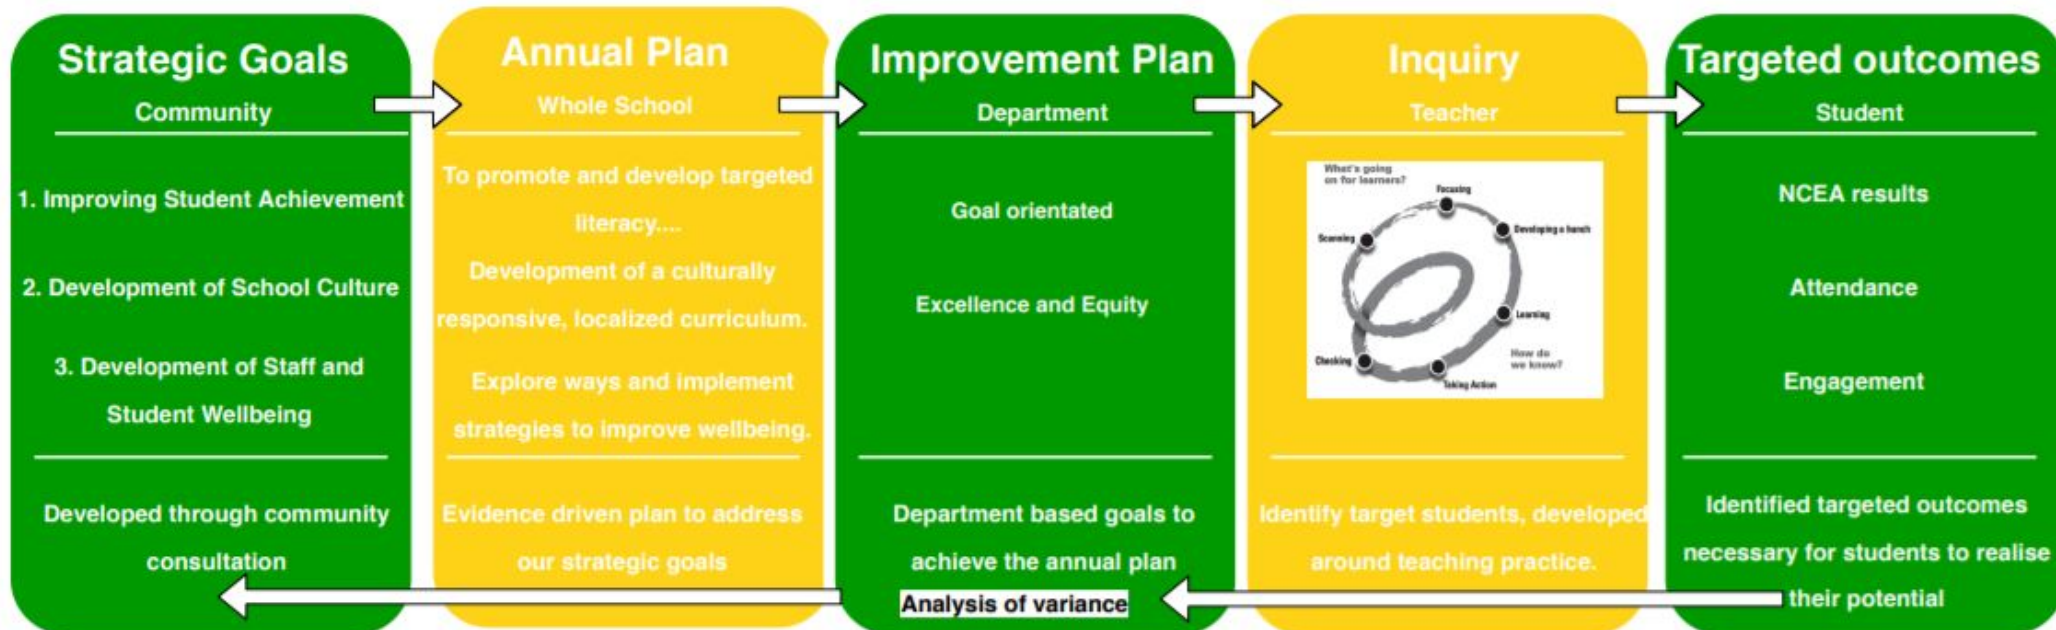 Strategic Goals
Community
1. Improving Student Achievement
2. Development of School Culture
3. Development of Staff and
Student Wellbeing
Developed through community
consultation
Annual Plan
Whole School
To promote and develop targeted
literacy....
Development of a culturally
responsive, localized curriculum.
Explore ways and implement
strategies to improve wellbeing.
Evidence driven plan to address
our strategic goals
Improvement Plan
Department
Goal orientated
Excellence and Equity
Department based goals to
achieve the annual plan
Analysis of variance
Inquiry
Teacher
What's going
on for learners?
Focusing
Scanning
Developing a hunch
Learning
How do
we know?
Checking
Taking Action
Identify target students, developed
around teaching practice.
Targeted outcomes
Student
NCEA results
Attendance
Engagement
Identified targeted outcomes
necessary for students to realise
their potential